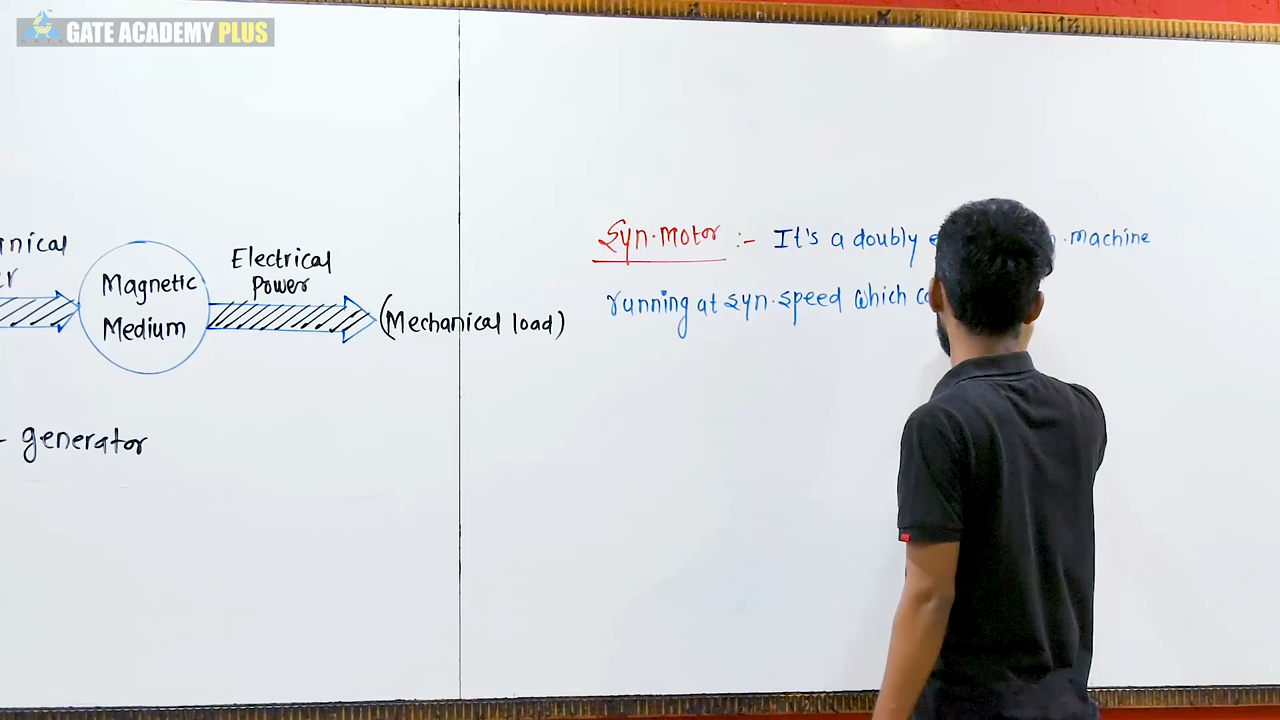 GATE ACADEMY PLUS
Electrical
Power
Magnetic
Medium
(Mechanical load)
generator
Syn. Motor :- It's a doubly machine
running at syn. speed which